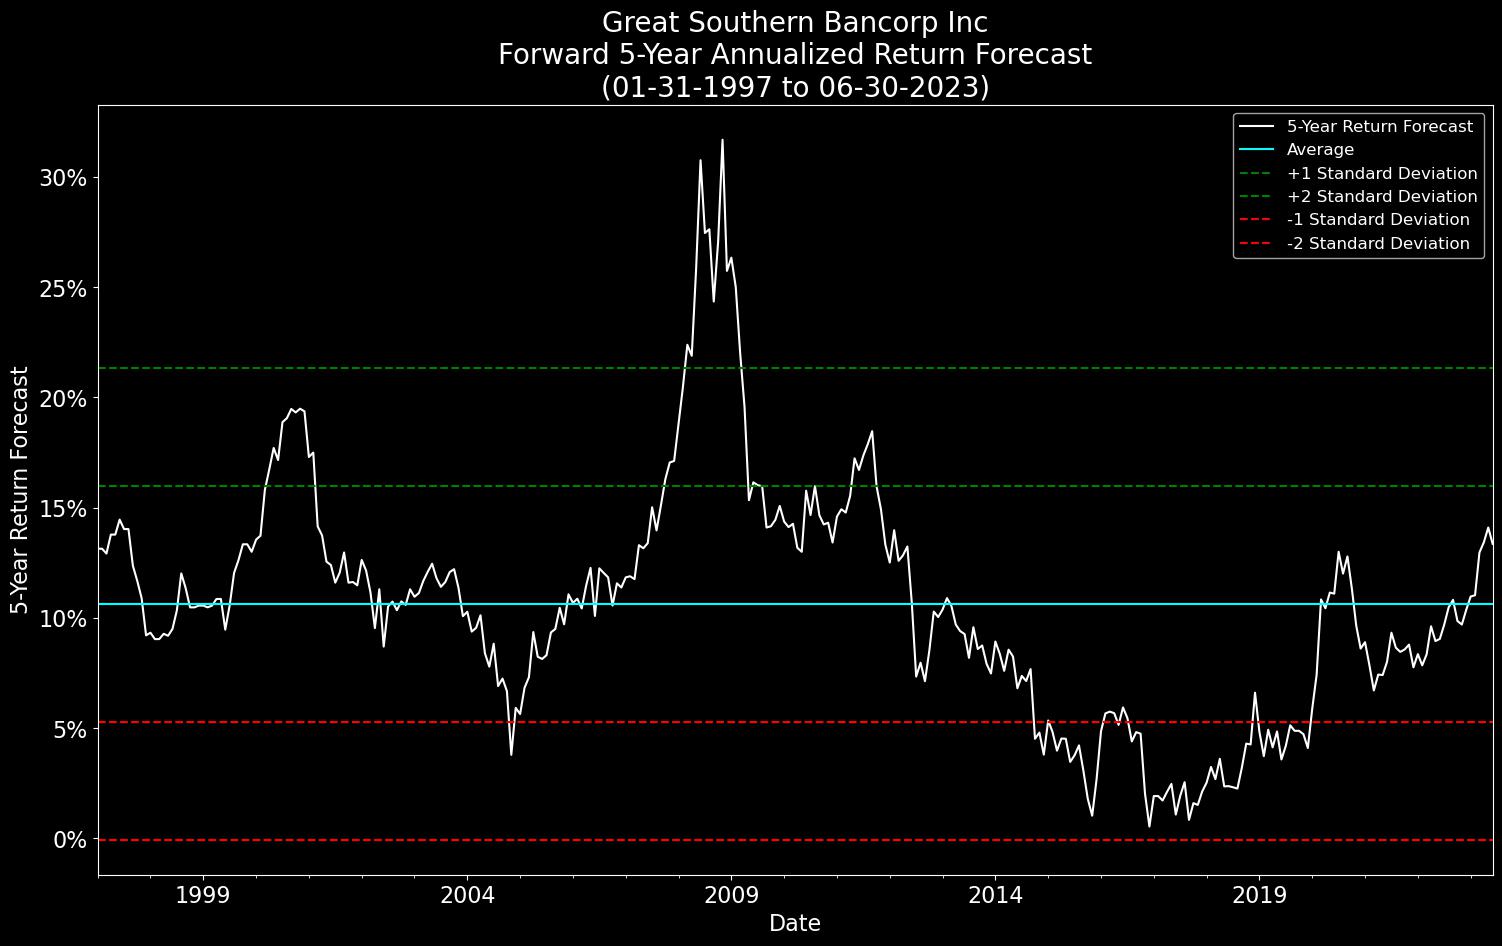 Great Southern Bancorp Inc
Forward 5-Year Annualized Return Forecast
(01-31-1997 to 06-30-2023)
5-Year Return Forecast
Average
+1 Standard Deviation
+2 Standard Deviation
-1 Standard Deviation
-2 Standard Deviation
30%
25%
20%
15%
10%
5%
0%
5-Year Return Forecast
1999
2004
2009
2014
2019
Date